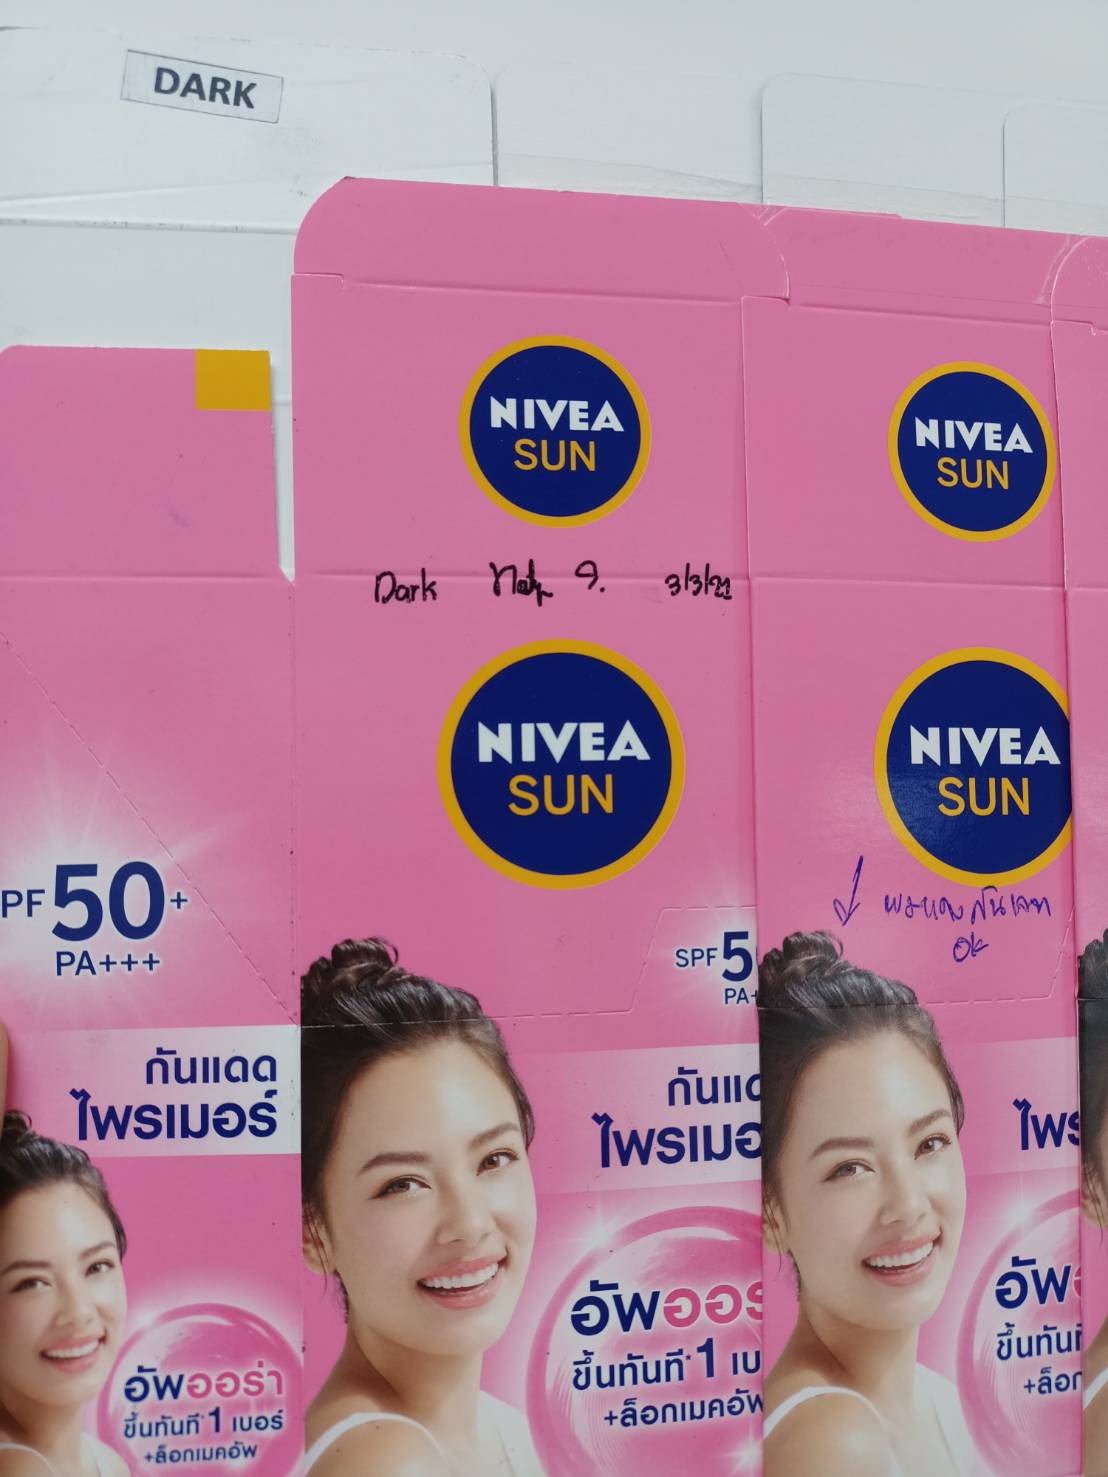 DARK
NIVEA
SUN
NIVEA
SUN
Dark
3/3/21
NIVEA
SUN
NIVEA
SUN
ok
PF 50+
PA+++
กันแดด
ไพรเมอร์
อัพออร่า
ขึ้นทันที 1 เบอร์
+ล็อกเมคอัพ
SPF 5
PA+
กันแด
ไพรเมอ
อัพออร
ขึ้นทันที* 1 เบ
+ล็อกเมคอัพ
ไพร
อัพ
ขึ้นทันที
+ล็อก